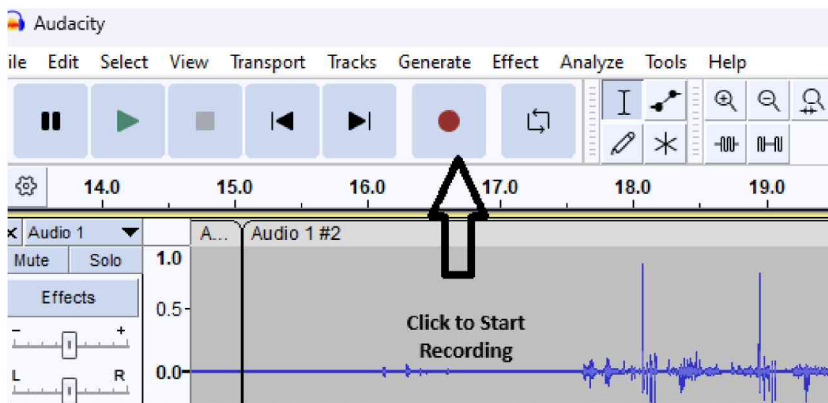 Audacity
ile Edit Select View Transport Tracks Generate Effect Analyze Tools Help
14.0 15.0 16.0 17.0 18.0 19.0
× Audio 1 A... Audio 1 #2
Mute Solo 1.0
Effects
0.5
- +
Click to Start
Recording
L R 0.0